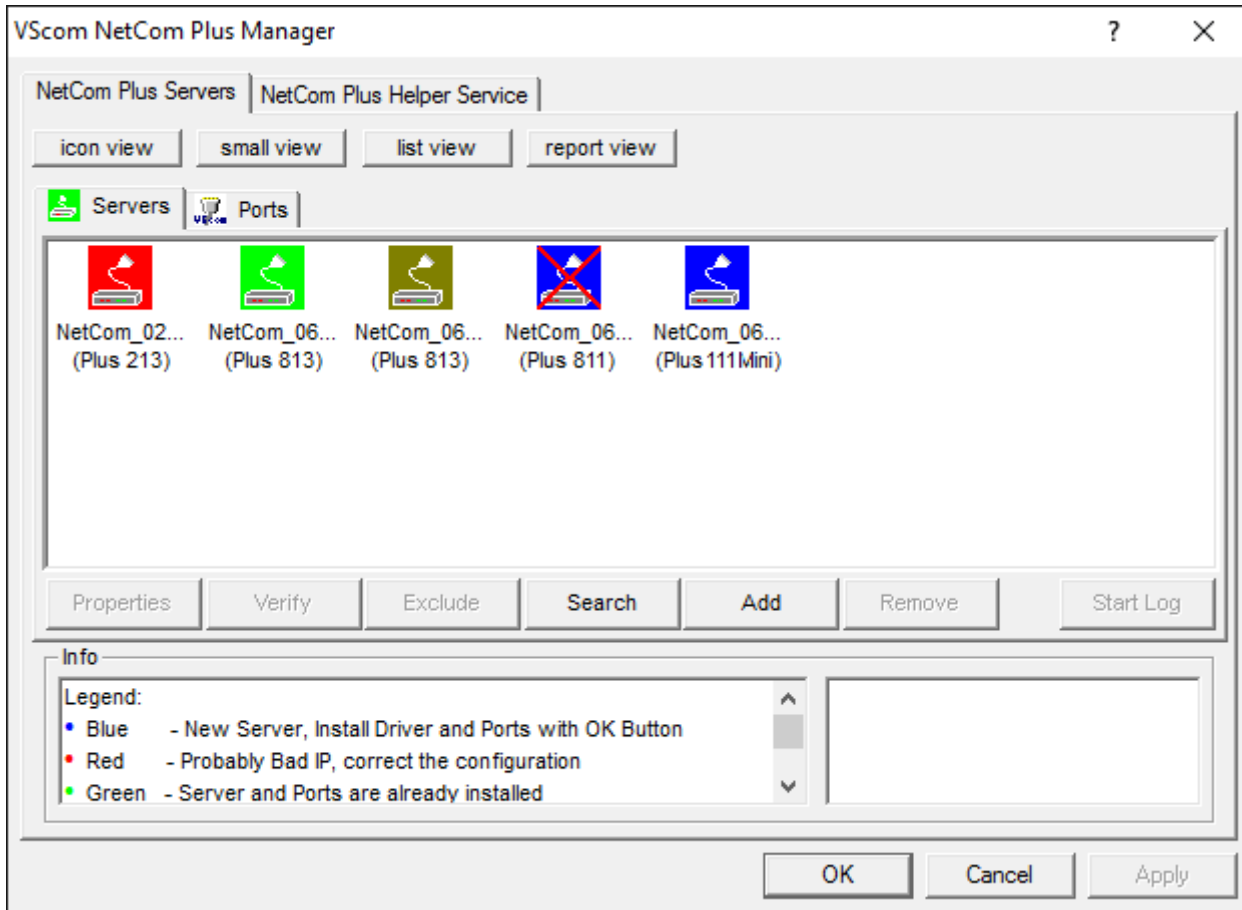 VScom NetCom Plus Manager
NetCom Plus Servers NetCom Plus Helper Service
icon view small view list view report view
Servers Ports
NetCom_02... NetCom_06... NetCom_06... NetCom_06... NetCom_06...
(Plus 213) (Plus 813) (Plus 813) (Plus 811) (Plus 111Mini)
Properties Verify Exclude Search Add Remove Start Log
Info
Legend:
• Blue - New Server, Install Driver and Ports with OK Button
• Red - Probably Bad IP, correct the configuration
• Green - Server and Ports are already installed
OK Cancel Apply